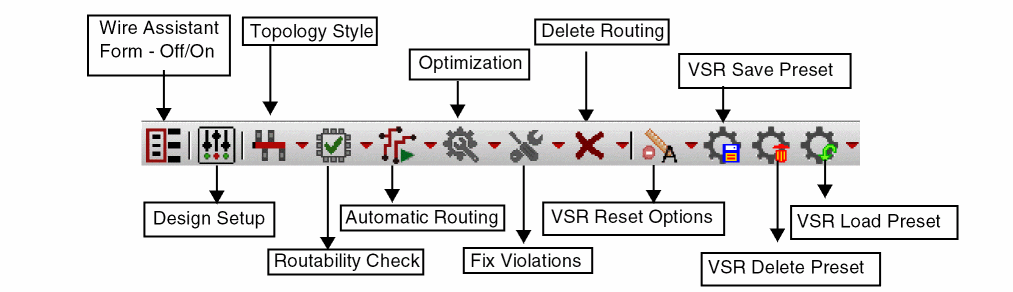 Wire Assistant
Form - Off/On
Topology Style
Optimization
Delete Routing
VSR Save Preset
Design Setup
Routability Check
Automatic Routing
Fix Violations
VSR Reset Options
VSR Delete Preset
VSR Load Preset